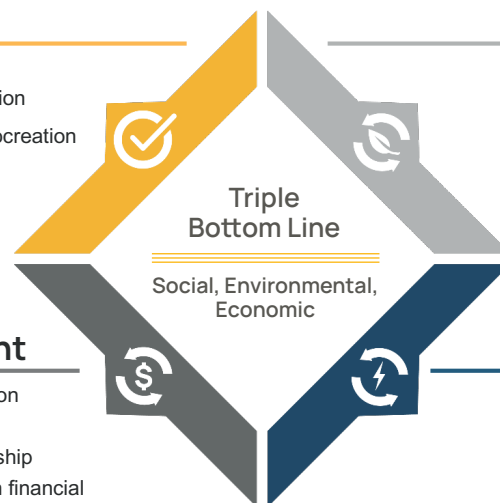 ion
ocreation
Triple
Bottom Line
Social, Environmental,
Economic
nt
on
ship
financial
$